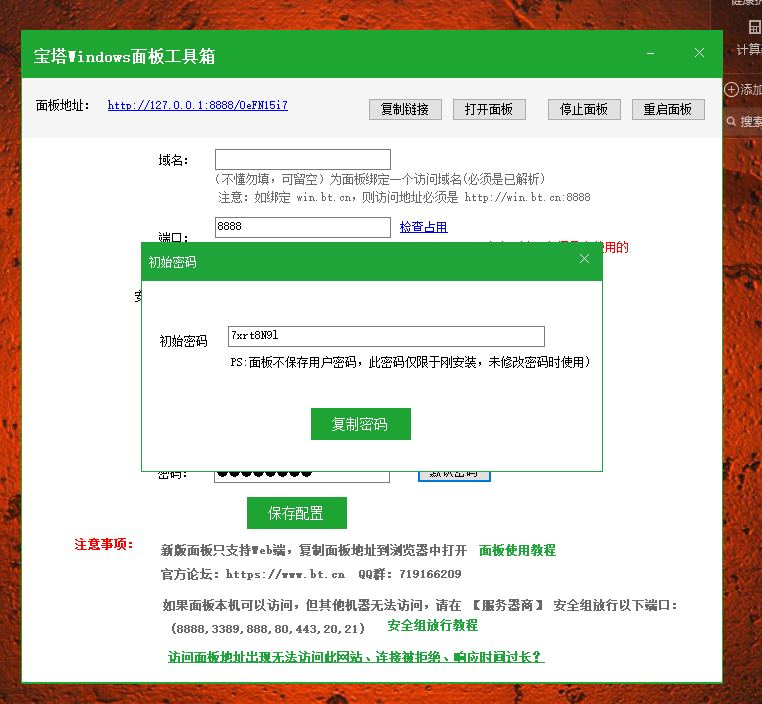 宝塔Windows面板工具箱
面板地址： http://127.0.0.1:8888/0eFN15i7 复制链接 打开面板 停止面板 重启面板
计算
添加
搜索
域名：
（不懂勿填，可留空）为面板绑定一个访问域名(必须是已解析)
注意：如绑定 win.bt.cn，则访问地址必须是 http://win.bt.cn:8888
端口： 8888 检查占用
使用的
初始密码
初始密码 7xrt8N9l
PS:面板不保存用户密码，此密码仅限于刚安装，未修改密码时使用)
复制密码
密码： ●●●●●●●● 默认密码
保存配置
注意事项： 新版面板只支持Web端，复制面板地址到浏览器中打开 面板使用教程
官方论坛：https://www.bt.cn QQ群：719166209
如果面板本机可以访问，但其他机器无法访问，请在 【服务器商】 安全组放行以下端口：
(8888,3389,888,80,443,20,21) 安全组放行教程
访问面板地址出现无法访问此网站、连接被拒绝、响应时间过长？